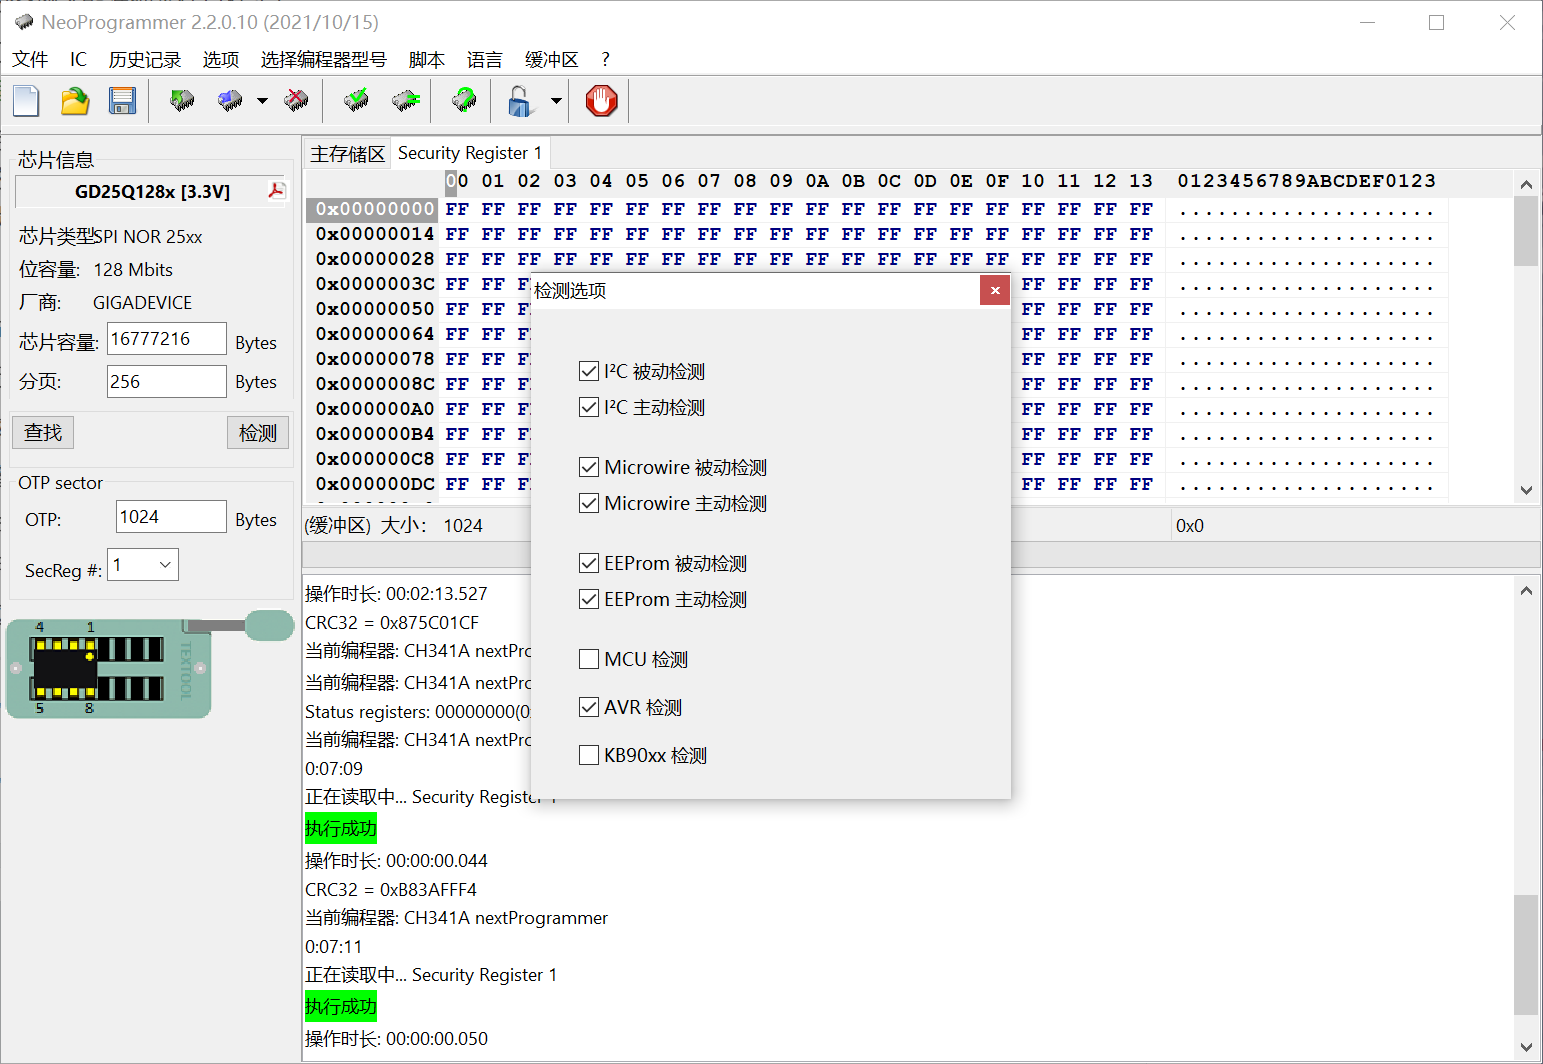 NeoProgrammer 2.2.0.10 (2021/10/15)
文件 IC 历史记录 选项 选择编程器型号 脚本 语言 缓冲区 ?
芯片信息
GD25Q128x [3.3V]
芯片类型SPI NOR 25xx
位容量: 128 Mbits
厂商: GIGADEVICE
芯片容量: 16777216 Bytes
分页: 256 Bytes
查找 检测
OTP sector
OTP: 1024 Bytes
SecReg #: 1
4 1
TEXTOOL
5 8
主存储区 Security Register 1
00 01 02 03 04 05 06 07 08 09 0A 0B 0C 0D 0E 0F 10 11 12 13 0123456789ABCDEF0123
0x00000000 FF FF FF FF FF FF FF FF FF FF FF FF FF FF FF FF FF FF FF FF ....................
0x00000014 FF FF FF FF FF FF FF FF FF FF FF FF FF FF FF FF FF FF FF FF ....................
0x00000028 FF FF FF FF FF FF FF FF FF FF FF FF FF FF FF FF FF FF FF FF ....................
0x0000003C FF FF FF FF FF FF ....................
0x00000050 FF FF FF FF FF FF ....................
0x00000064 FF FF FF FF FF FF ....................
0x00000078 FF FF FF FF FF FF ....................
0x0000008C FF FF FF FF FF FF ....................
0x000000A0 FF FF FF FF FF FF ....................
0x000000B4 FF FF FF FF FF FF ....................
0x000000C8 FF FF FF FF FF FF ....................
0x000000DC FF FF FF FF FF FF ....................
(缓冲区) 大小: 1024 0x0
检测选项
I²C 被动检测
I²C 主动检测
Microwire 被动检测
Microwire 主动检测
EEProm 被动检测
EEProm 主动检测
MCU 检测
AVR 检测
KB90xx 检测
操作时长: 00:02:13.527
CRC32 = 0x875C01CF
当前编程器: CH341A nextPro
当前编程器: CH341A nextPro
Status registers: 00000000(0
当前编程器: CH341A nextPro
0:07:09
正在读取中... Security Register 1
执行成功
操作时长: 00:00:00.044
CRC32 = 0xB83AFFF4
当前编程器: CH341A nextProgrammer
0:07:11
正在读取中... Security Register 1
执行成功
操作时长: 00:00:00.050